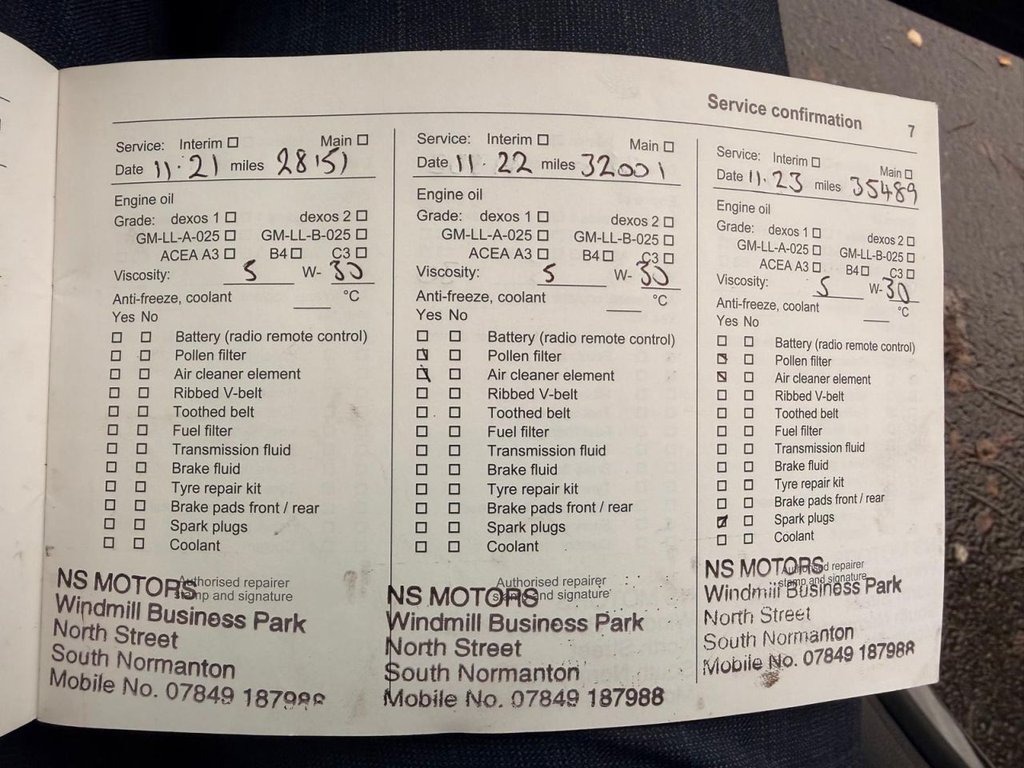 Service confirmation 7
Service: Interim ☐ Main ☐
Date 11.21 miles 28151
Engine oil
Grade: dexos 1 ☐ dexos 2 ☐
GM-LL-A-025 ☐ GM-LL-B-025 ☐
ACEA A3 ☐ B4 ☐ C3 ☐
Viscosity: 5 W- 30
Anti-freeze, coolant ____ °C
Yes No
☐ ☐ Battery (radio remote control)
☐ ☐ Pollen filter
☐ ☐ Air cleaner element
☐ ☐ Ribbed V-belt
☐ ☐ Toothed belt
☐ ☐ Fuel filter
☐ ☐ Transmission fluid
☐ ☐ Brake fluid
☐ ☐ Tyre repair kit
☐ ☐ Brake pads front / rear
☐ ☐ Spark plugs
☐ ☐ Coolant
Authorised repairer
stamp and signature
NS MOTORS
Windmill Business Park
North Street
South Normanton
Mobile No. 07849 187988
Service: Interim ☐ Main ☐
Date 11.22 miles 32001
Engine oil
Grade: dexos 1 ☐ dexos 2 ☐
GM-LL-A-025 ☐ GM-LL-B-025 ☐
ACEA A3 ☐ B4 ☐ C3 ☐
Viscosity: 5 W- 30
Anti-freeze, coolant ____ °C
Yes No
☐ ☐ Battery (radio remote control)
☑ ☐ Pollen filter
☑ ☐ Air cleaner element
☐ ☐ Ribbed V-belt
☐ ☐ Toothed belt
☐ ☐ Fuel filter
☐ ☐ Transmission fluid
☐ ☐ Brake fluid
☐ ☐ Tyre repair kit
☐ ☐ Brake pads front / rear
☐ ☐ Spark plugs
☐ ☐ Coolant
Authorised repairer
stamp and signature
NS MOTORS
Windmill Business Park
North Street
South Normanton
Mobile No. 07849 187988
Service: Interim ☐ Main ☐
Date 11.23 miles 35489
Engine oil
Grade: dexos 1 ☐ dexos 2 ☐
GM-LL-A-025 ☐ GM-LL-B-025 ☐
ACEA A3 ☐ B4 ☐ C3 ☐
Viscosity: 5 W- 30
Anti-freeze, coolant ____ °C
Yes No
☐ ☐ Battery (radio remote control)
☑ ☐ Pollen filter
☑ ☐ Air cleaner element
☐ ☐ Ribbed V-belt
☐ ☐ Toothed belt
☐ ☐ Fuel filter
☐ ☐ Transmission fluid
☐ ☐ Brake fluid
☐ ☐ Tyre repair kit
☐ ☐ Brake pads front / rear
☑ ☐ Spark plugs
☐ ☐ Coolant
Authorised repairer
stamp and signature
NS MOTORS
Windmill Business Park
North Street
South Normanton
Mobile No. 07849 187988